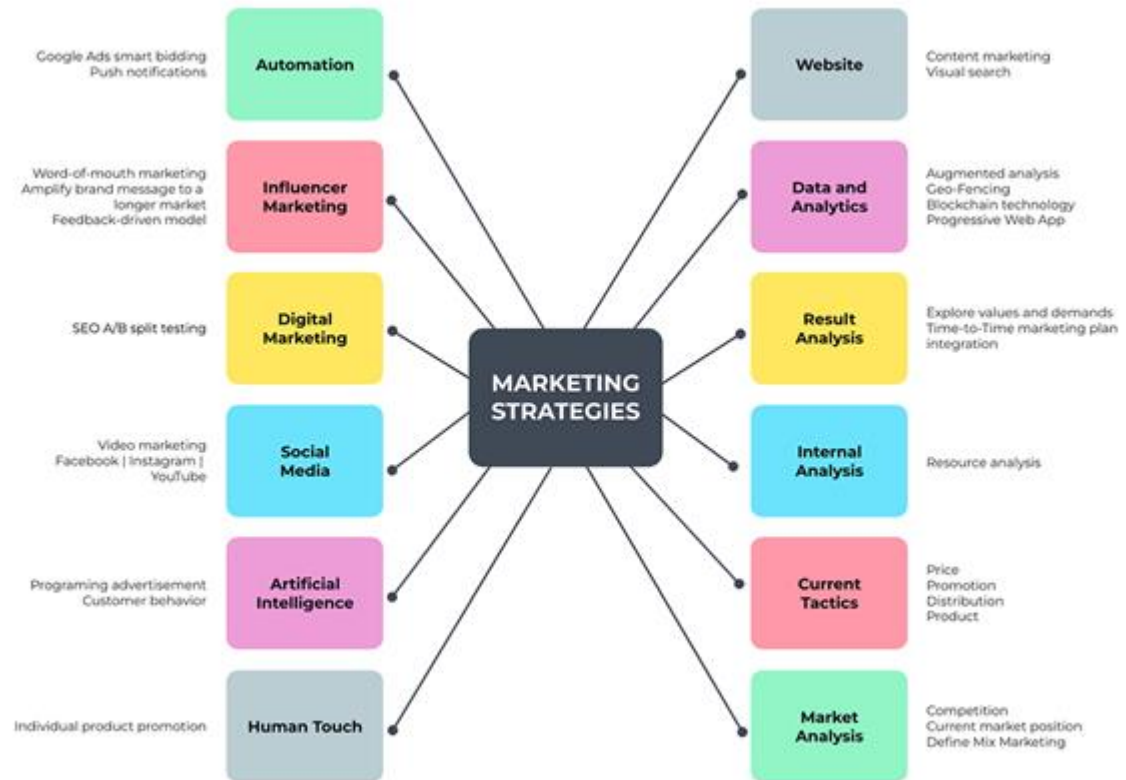 Google Ads smart bidding
Push notifications
Automation
Word-of-mouth marketing
Amplify brand message to a
longer market
Feedback-driven model
Influencer
Marketing
SEO A/B split testing
Digital
Marketing
Video marketing
Facebook | Instagram |
YouTube
Social
Media
Programing advertisement
Customer behavior
Artificial
Intelligence
Individual product promotion
Human Touch
MARKETING
STRATEGIES
Website
Content marketing
Visual search
Data and
Analytics
Augmented analysis
Geo-Fencing
Blockchain technology
Progressive Web App
Result
Analysis
Explore values and demands
Time-to-Time marketing plan
integration
Internal
Analysis
Resource analysis
Current
Tactics
Price
Promotion
Distribution
Product
Market
Analysis
Competition
Current market position
Define Mix Marketing